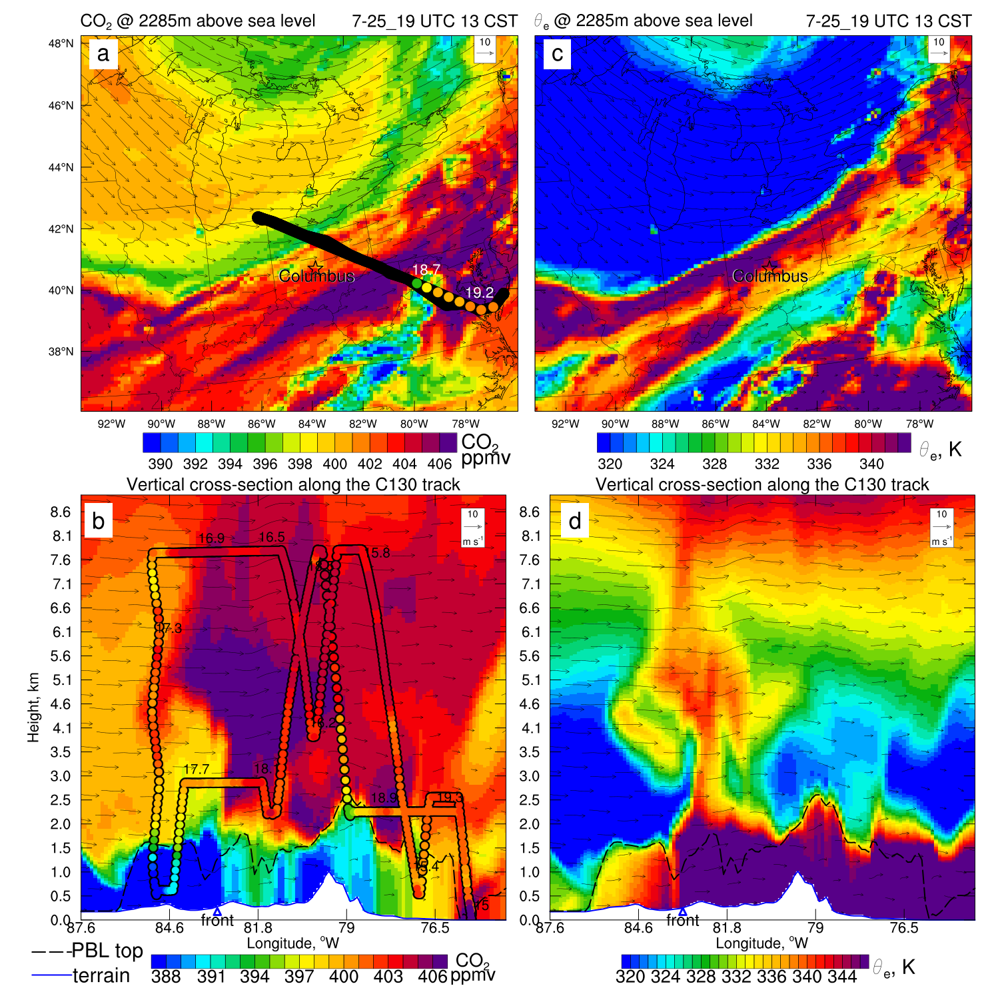 CO2 @ 2285m above sea level 7-25_19 UTC 13 CST
θe @ 2285m above sea level 7-25_19 UTC 13 CST
a
10
c
10
48°N
46°N
44°N
42°N
40°N
38°N
Columbus
18.7
19.2
Columbus
92°W 90°W 88°W 86°W 84°W 82°W 80°W 78°W
92°W 90°W 88°W 86°W 84°W 82°W 80°W 78°W
390 392 394 396 398 400 402 404 406
CO2
ppmv
320 324 328 332 336 340
θe, K
Vertical cross-section along the C130 track
Vertical cross-section along the C130 track
b
10
m s-1
d
10
m s-1
Height, km
8.6
8.1
7.6
7.1
6.6
6.1
5.6
5.1
4.6
4.1
3.5
3.0
2.5
2.0
1.5
1.0
0.5
0.0
16.9
16.5
15.8
17.3
16.2
17.7
18.1
18.9
19.3
15.4
15
8.6
8.1
7.6
7.1
6.6
6.1
5.6
5.1
4.6
4.1
3.5
3.0
2.5
2.0
1.5
1.0
0.5
0.0
87.6 84.6 81.8 79 76.5
front
Longitude, °W
87.6 84.6 81.8 79 76.5
front
Longitude, °W
PBL top
terrain
388 391 394 397 400 403 406
CO2
ppmv
320 324 328 332 336 340 344
θe, K